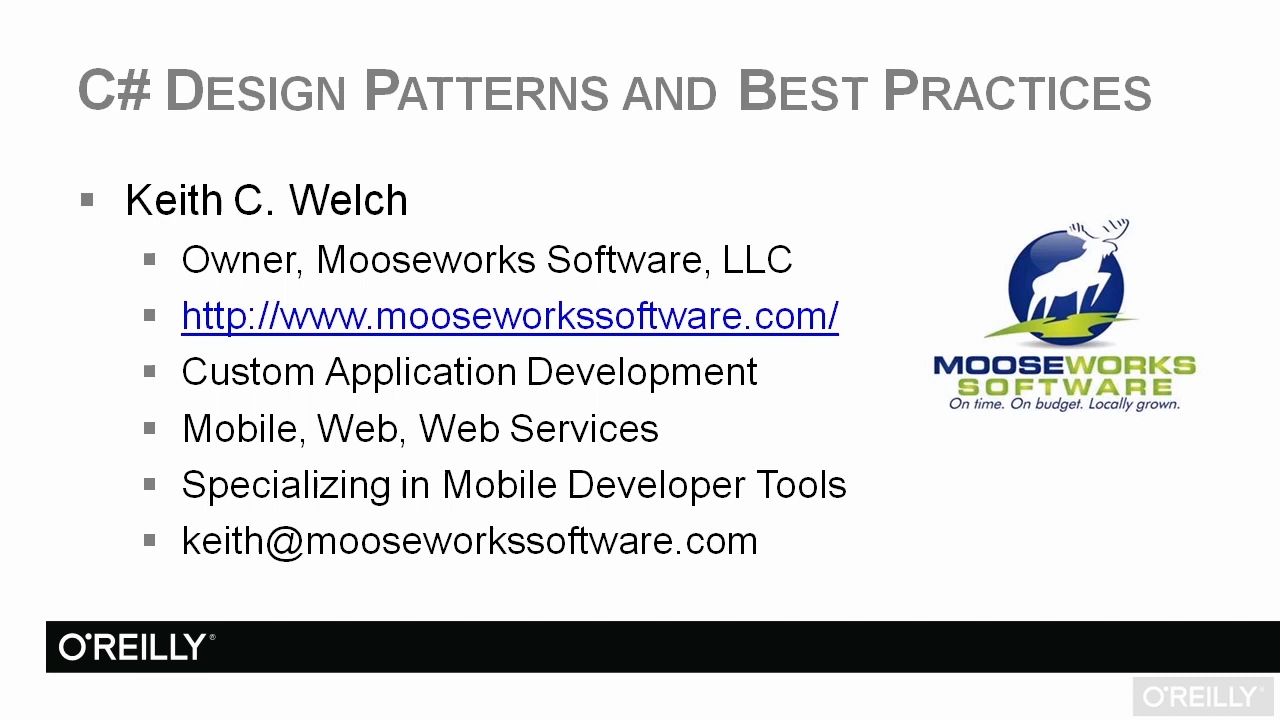 C# DESIGN PATTERNS AND BEST PRACTICES
Keith C. Welch
Owner, Mooseworks Software, LLC
http://www.mooseworkssoftware.com/
Custom Application Development
Mobile, Web, Web Services
Specializing in Mobile Developer Tools
keith@mooseworkssoftware.com
MOOSEWORKS
SOFTWARE
On time. On budget. Locally grown.
O'REILLY®
O'REILLY®